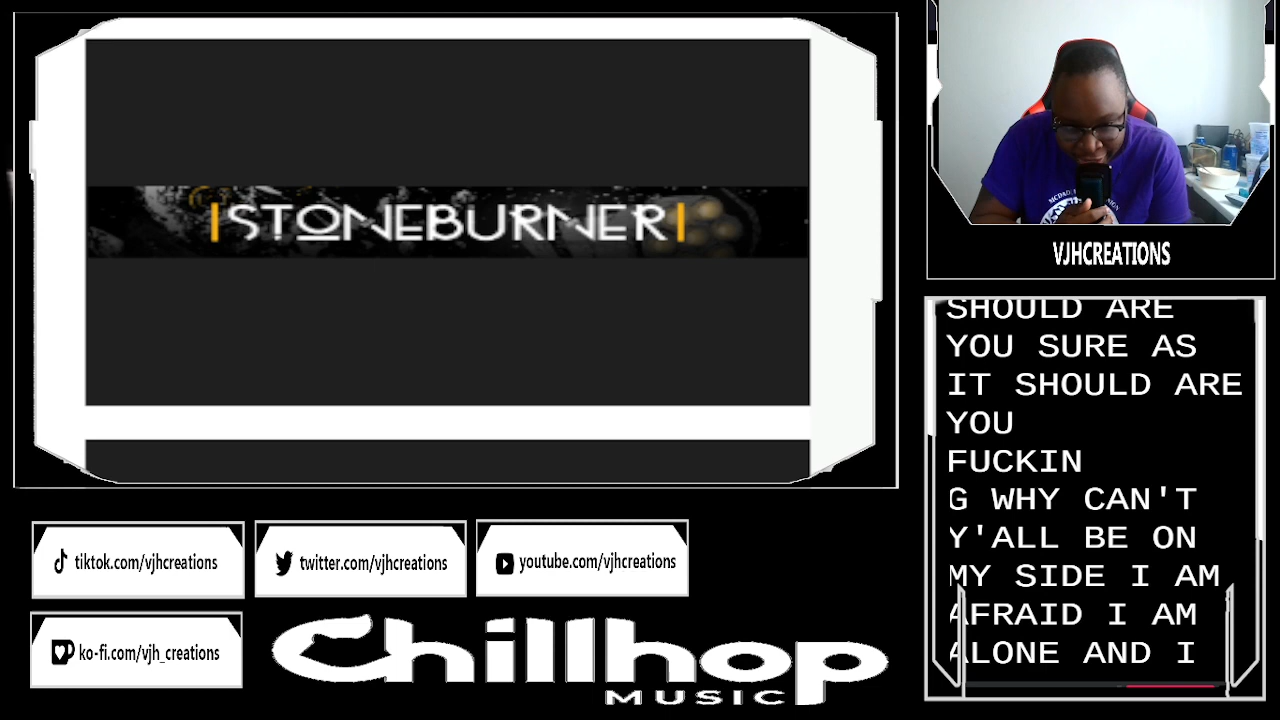 |STONEBURNER|
VJHCREATIONS
SHOULD ARE
YOU SURE AS
IT SHOULD ARE
YOU
FUCKIN
G WHY CAN'T
Y'ALL BE ON
MY SIDE I AM
AFRAID I AM
ALONE AND I
tiktok.com/vjhcreations
twitter.com/vjhcreations
youtube.com/vjhcreations
ko-fi.com/vjh_creations
Chillhop
MUSIC